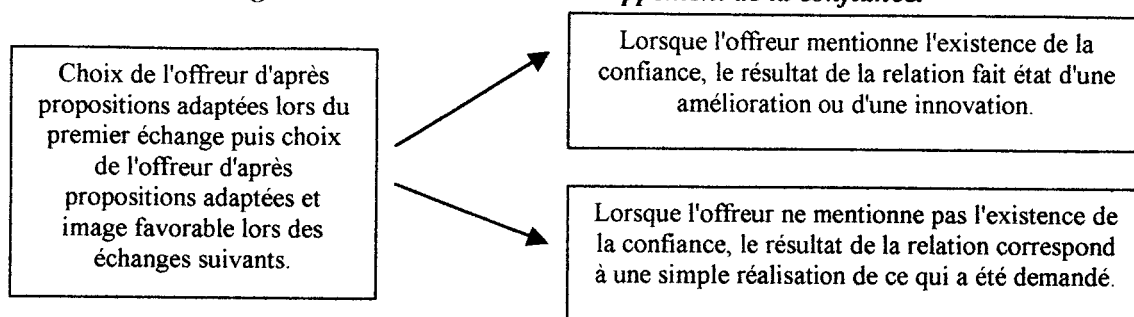 Choix de l'offreur d'après
propositions adaptées lors du
premier échange puis choix
de l'offreur d'après
propositions adaptées et
image favorable lors des
échanges suivants.
Lorsque l'offreur mentionne l'existence de la
confiance, le résultat de la relation fait état d'une
amélioration ou d'une innovation.
Lorsque l'offreur ne mentionne pas l'existence de
la confiance, le résultat de la relation correspond
à une simple réalisation de ce qui a été demandé.